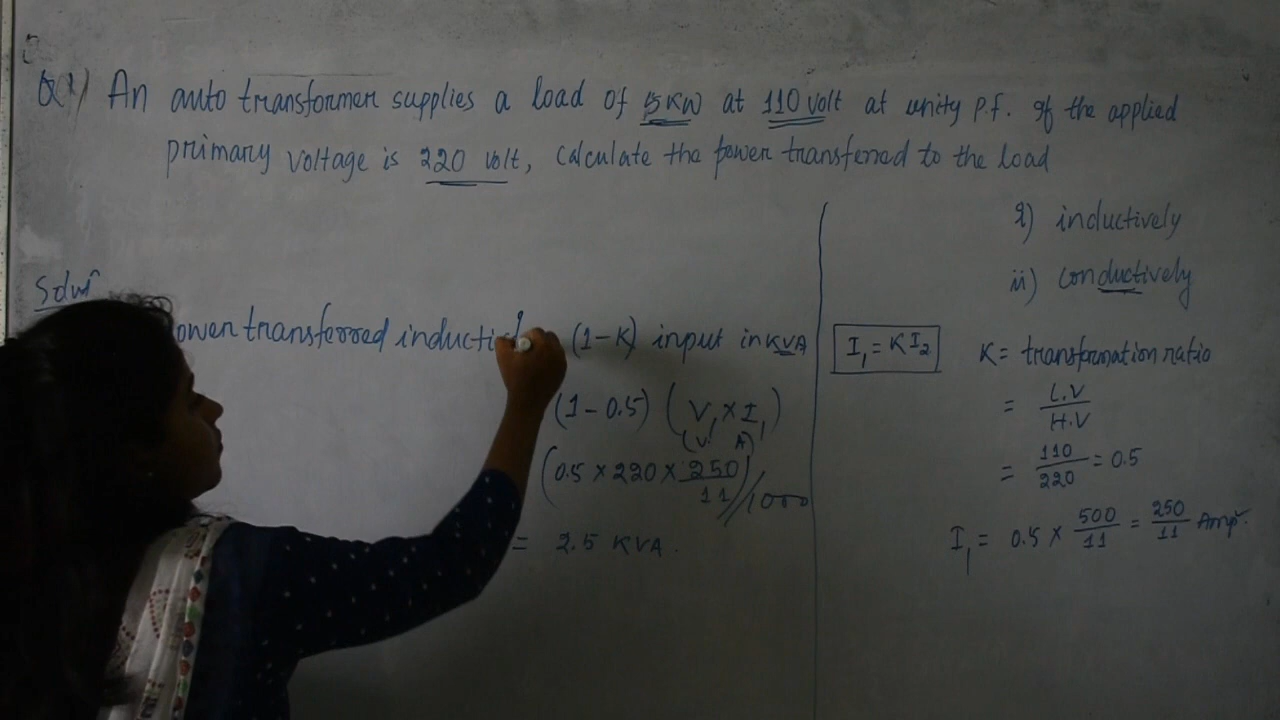 Q1) An auto transformer supplies a load of 5KW at 110 volt at unity p.f. If the applied
primary voltage is 220 volt, Calculate the power transferred to the load
i) inductively
ii) conductively
Soluⁿ
ower transferred inducti (1-K) input in KVA
(1-0.5) (V₁ x I₁)
(V A)
(0.5 x 220 x 250/11)/1000
= 2.5 KVA.
I₁ = KI₂
K = transformation ratio
= L.V/H.V
= 110/220 = 0.5
I₁ = 0.5 x 500/11 = 250/11 Amp.